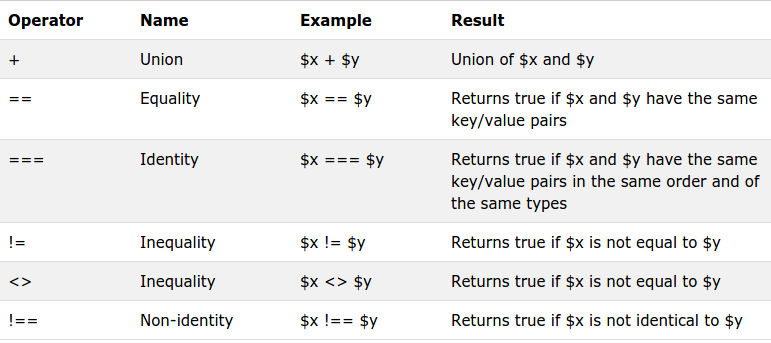 Operator Name Example Result
+ Union $x + $y Union of $x and $y
== Equality $x == $y Returns true if $x and $y have the same
key/value pairs
=== Identity $x === $y Returns true if $x and $y have the same
key/value pairs in the same order and of
the same types
!= Inequality $x != $y Returns true if $x is not equal to $y
<> Inequality $x <> $y Returns true if $x is not equal to $y
!== Non-identity $x !== $y Returns true if $x is not identical to $y